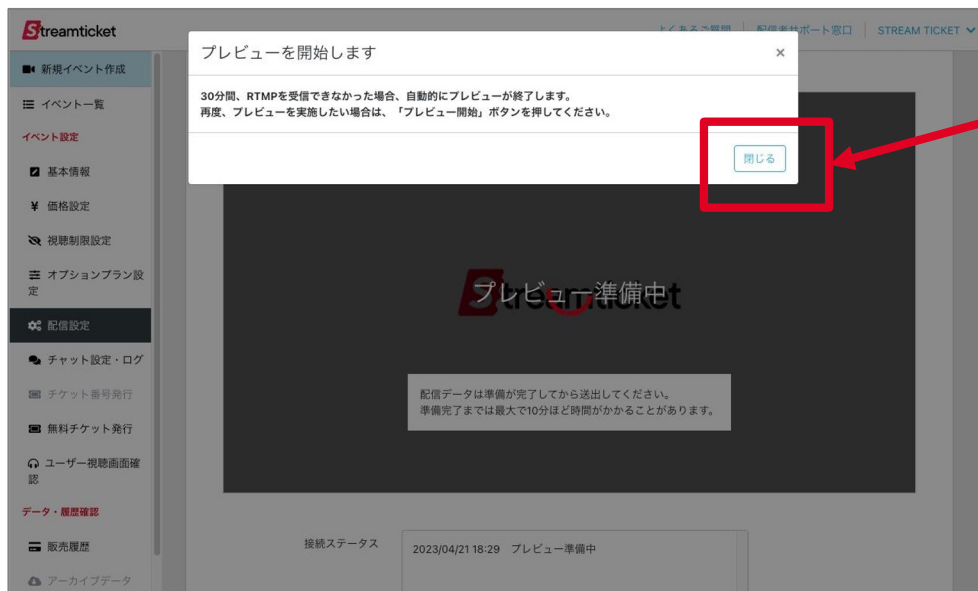 Streamticket
よくあるご質問
配信者サポート窓口
STREAM TICKET
新規イベント作成
イベント一覧
イベント設定
基本情報
価格設定
視聴制限設定
オプションプラン設
定
配信設定
チャット設定・ログ
チケット番号発行
無料チケット発行
ユーザー視聴画面確
認
データ・履歴確認
販売履歴
アーカイブデータ
プレビューを開始します
×
30分間、RTMPを受信できなかった場合、自動的にプレビューが終了します。
再度、プレビューを実施したい場合は、「プレビュー開始」ボタンを押してください。
閉じる
Streamticket
プレビュー準備中
配信データは準備が完了してから送出してください。
準備完了までは最大で10分ほど時間がかかることがあります。
接続ステータス
2023/04/21 18:29 プレビュー準備中